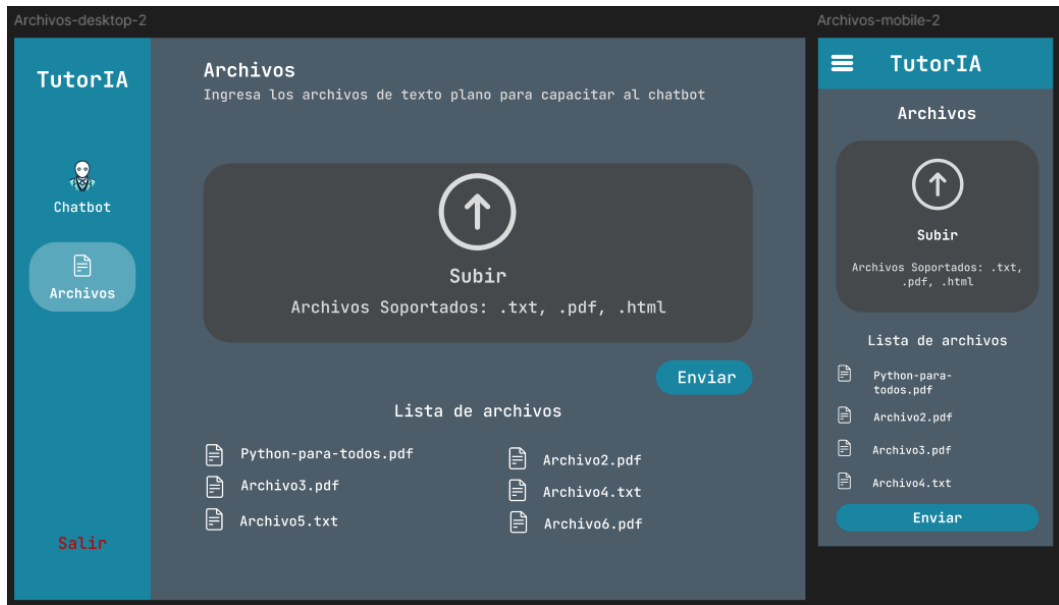 Archivos-desktop-2
TutorIA
Chatbot
Archivos
Salir
Archivos
Ingresa los archivos de texto plano para capacitar al chatbot
Subir
Archivos Soportados: .txt, .pdf, .html
Enviar
Lista de archivos
Python-para-todos.pdf
Archivo2.pdf
Archivo3.pdf
Archivo4.txt
Archivo5.txt
Archivo6.pdf
Archivos-mobile-2
TutorIA
Archivos
Subir
Archivos Soportados: .txt,
.pdf, .html
Lista de archivos
Python-para-
todos.pdf
Archivo2.pdf
Archivo3.pdf
Archivo4.txt
Enviar